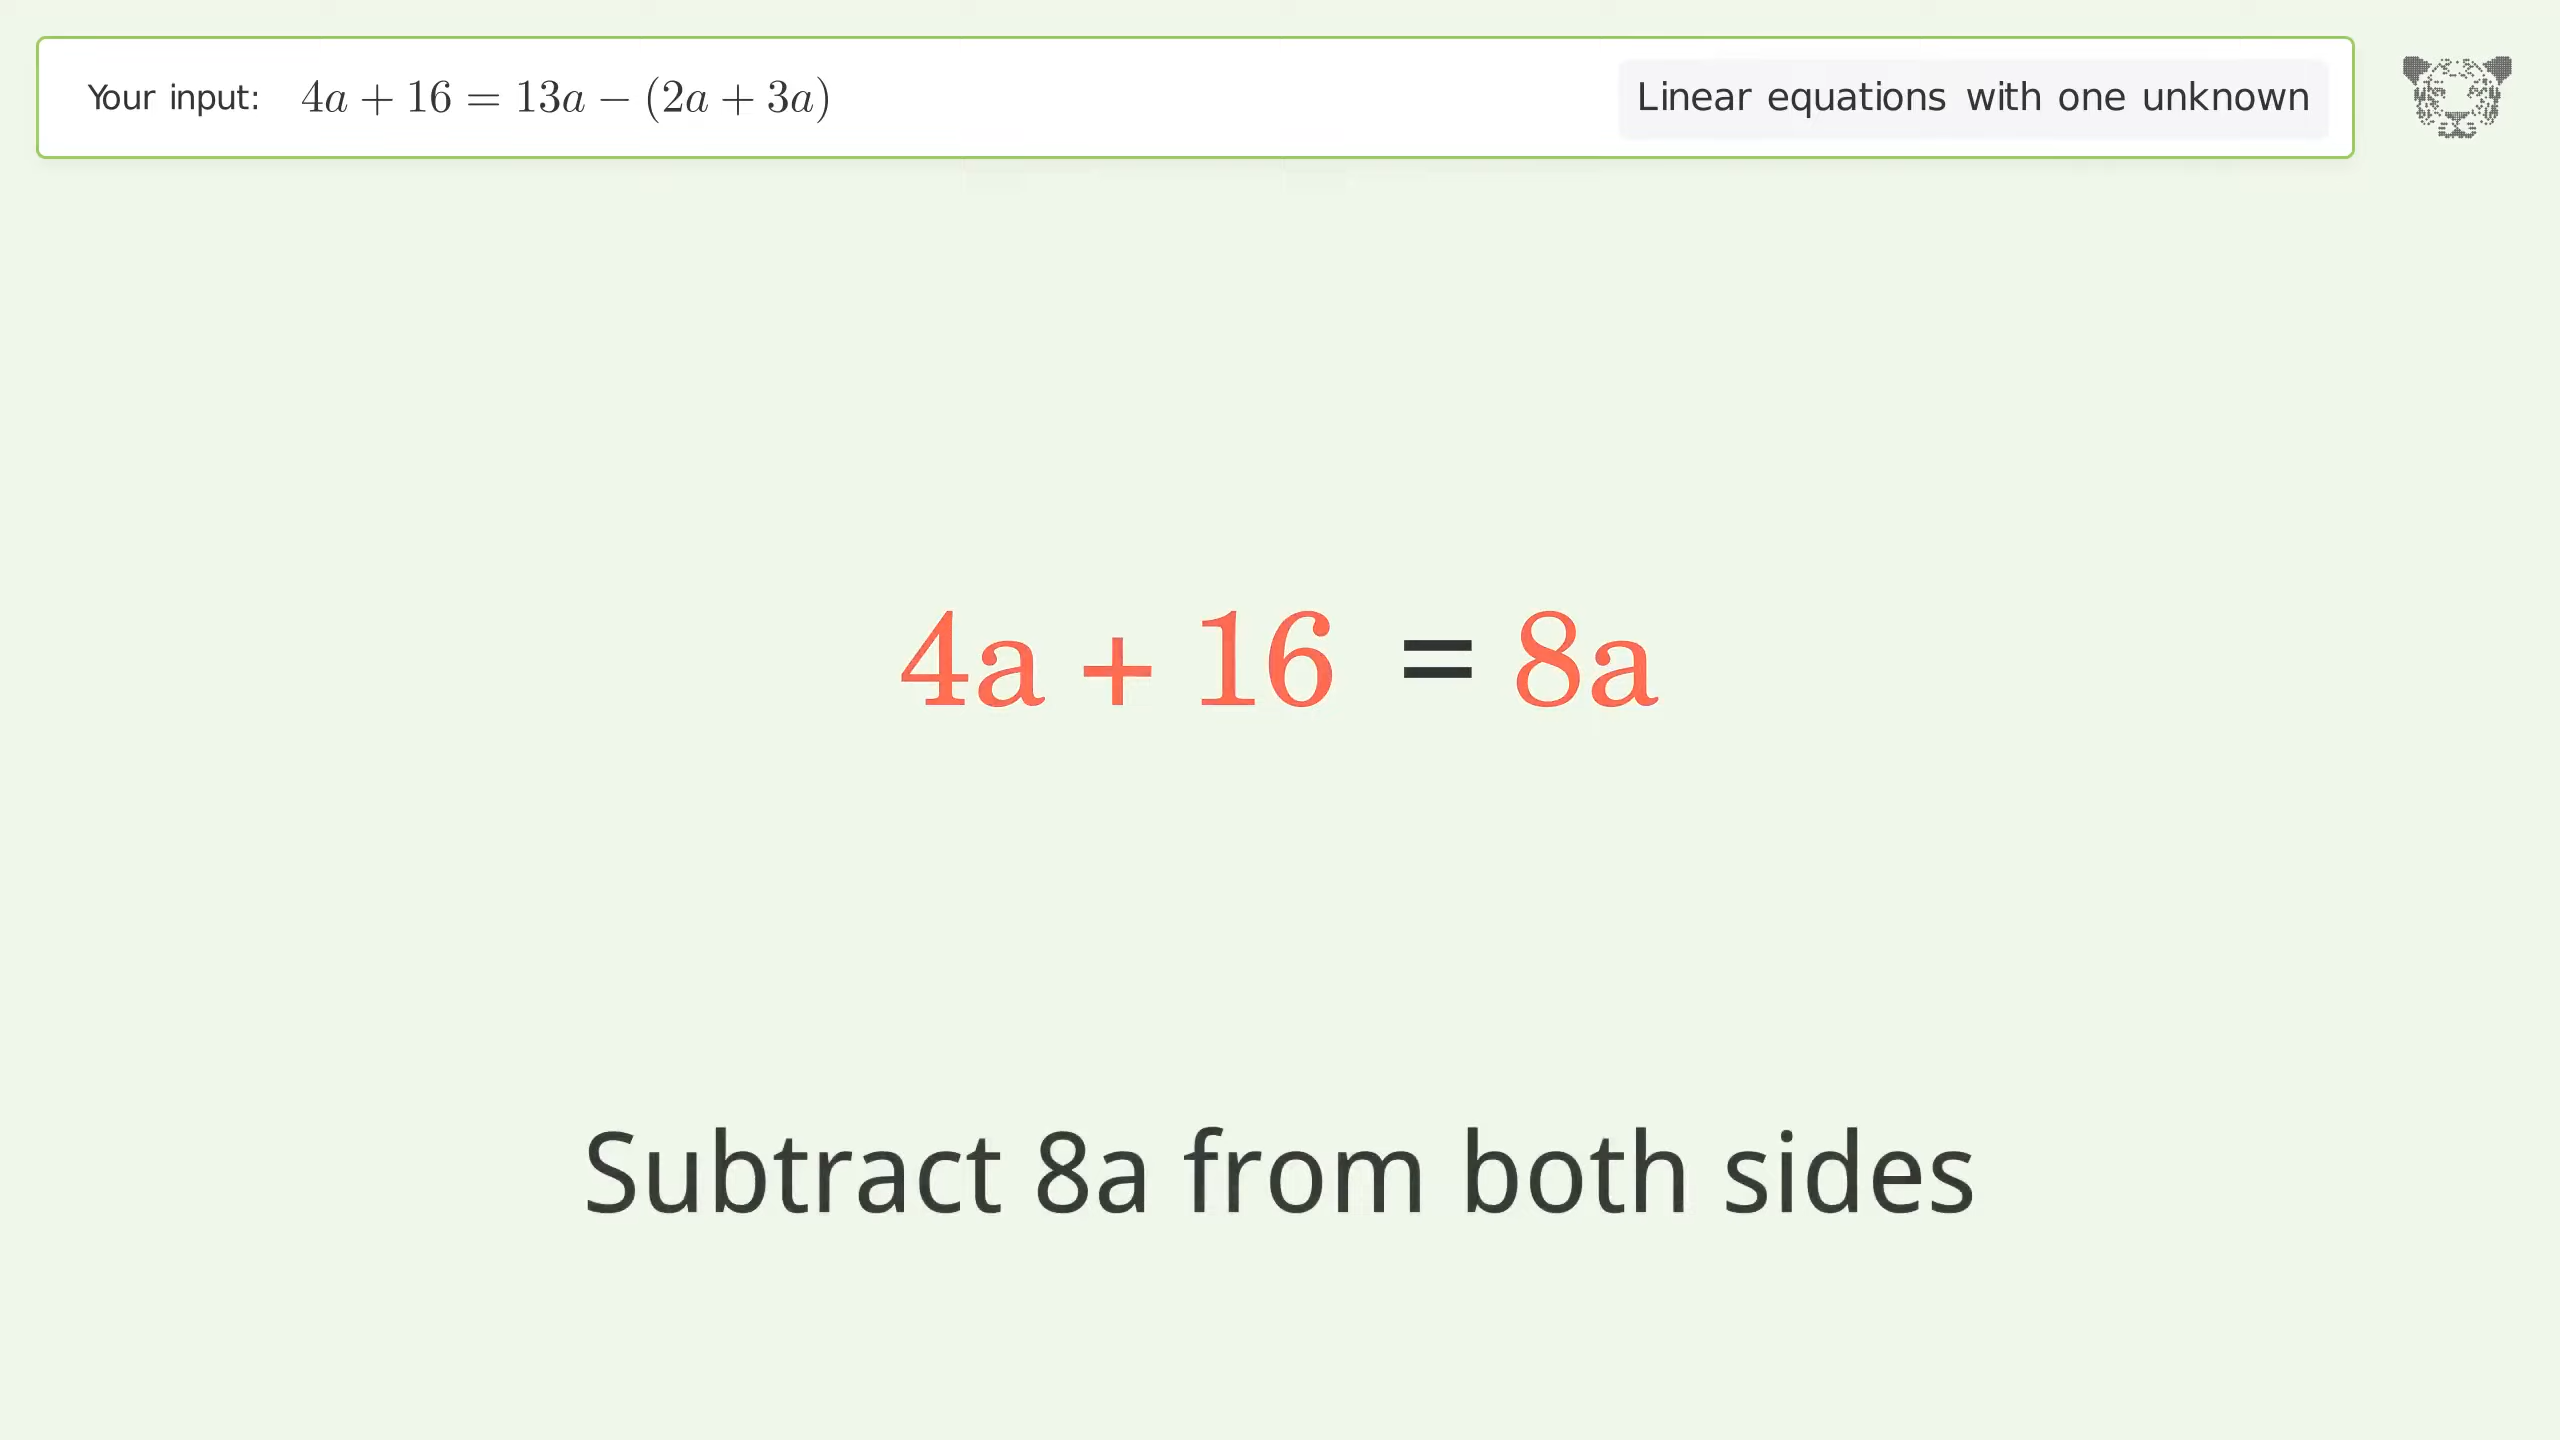 Your input: 4a + 16 = 13a − (2a + 3a)
Linear equations with one unknown
4a + 16 = 8a
Subtract 8a from both sides